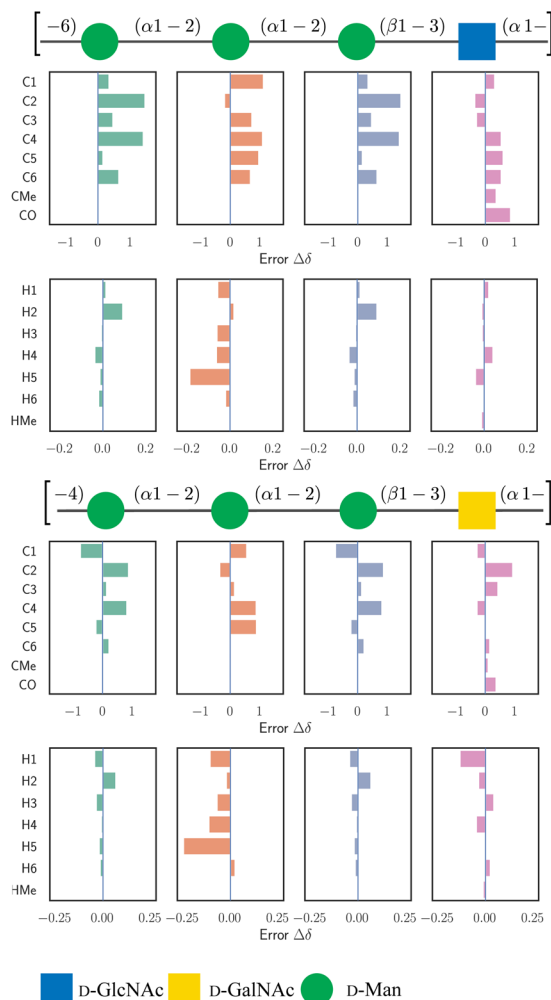 [ −6) (α1−2) (α1−2) (β1−3) (α 1− ]
C1
C2
C3
C4
C5
C6
CMe
CO
−1 0 1 −1 0 1 −1 0 1 −1 0 1
Error Δδ
H1
H2
H3
H4
H5
H6
HMe
−0.2 0.0 0.2 −0.2 0.0 0.2 −0.2 0.0 0.2 −0.2 0.0 0.2
Error Δδ
[ −4) (α1−2) (α1−2) (β1−3) (α 1− ]
C1
C2
C3
C4
C5
C6
CMe
CO
−1 0 1 −1 0 1 −1 0 1 −1 0 1
Error Δδ
H1
H2
H3
H4
H5
H6
HMe
−0.25 0.00 0.25 −0.25 0.00 0.25 −0.25 0.00 0.25 −0.25 0.00 0.25
Error Δδ
D-GlcNAc D-GalNAc D-Man